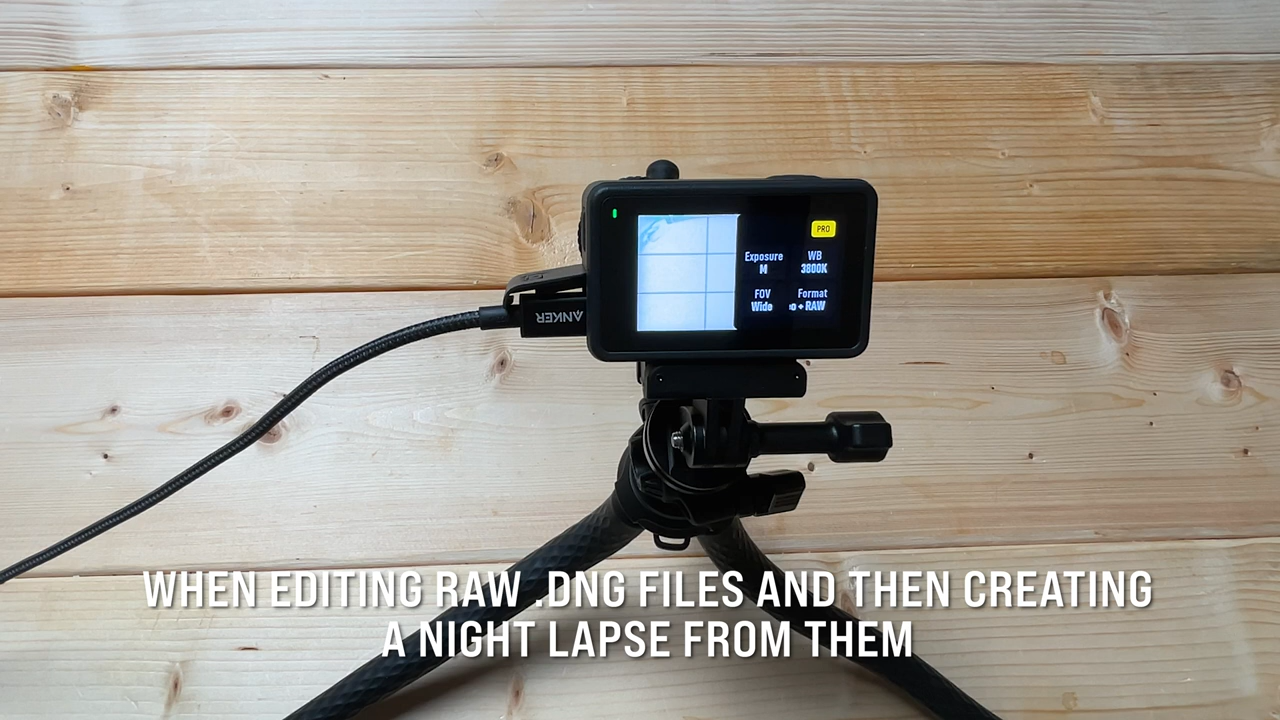 PRO
Exposure WB
M 3800K
FOV Format
Wide o + RAW
ANKER
WHEN EDITING RAW .DNG FILES AND THEN CREATING
A NIGHT LAPSE FROM THEM